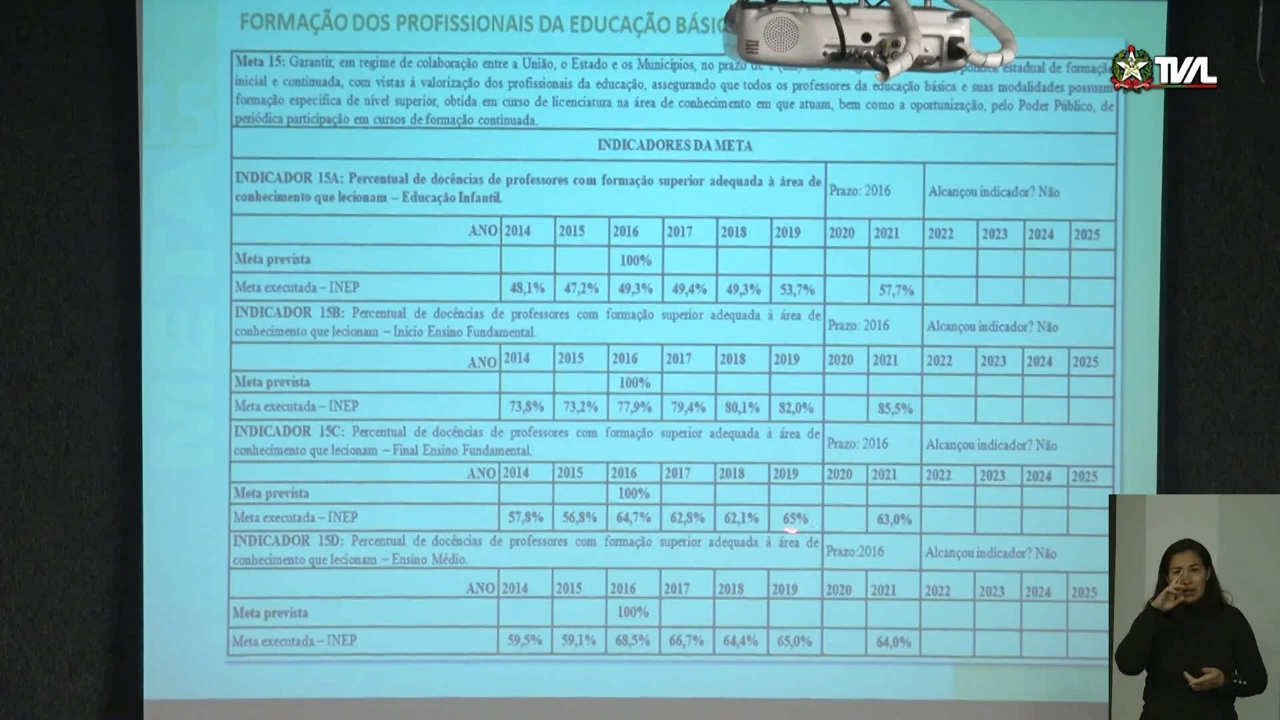 FORMAÇÃO DOS PROFISSIONAIS DA EDUCAÇÃO
TVAL
Meta 15: Garantir, em regime de colaboração entre a União, o Estado e os Municípios, no prazo estadual de formação
inicial e continuada, com vistas à valorização dos profissionais da educação, assegurando que todos os professores da educação básica e suas modalidades possuam
formação específica de nível superior, obtida em curso de licenciatura na área de conhecimento em que atuam, bem como a oportunização, pelo Poder Público, de
periódica participação em cursos de formação continuada.
INDICADORES DA META
INDICADOR 15A: Percentual de docências de professores com formação superior adequada à área de
conhecimento que lecionam – Educação Infantil.
Prazo: 2016 Alcançou indicador? Não
ANO 2014 2015 2016 2017 2018 2019 2020 2021 2022 2023 2024 2025
Meta prevista 100%
Meta executada – INEP 48,1% 47,2% 49,3% 49,4% 49,3% 53,7% 57,7%
INDICADOR 15B: Percentual de docências de professores com formação superior adequada à área de
conhecimento que lecionam – Início Ensino Fundamental.
Prazo: 2016 Alcançou indicador? Não
ANO 2014 2015 2016 2017 2018 2019 2020 2021 2022 2023 2024 2025
Meta prevista 100%
Meta executada – INEP 73,8% 73,2% 77,9% 79,4% 80,1% 82,0% 85,5%
INDICADOR 15C: Percentual de docências de professores com formação superior adequada à área de
conhecimento que lecionam – Final Ensino Fundamental.
Prazo: 2016 Alcançou indicador? Não
ANO 2014 2015 2016 2017 2018 2019 2020 2021 2022 2023 2024 2025
Meta prevista 100%
Meta executada – INEP 57,8% 56,8% 64,7% 62,8% 62,1% 65% 63,0%
INDICADOR 15D: Percentual de docências de professores com formação superior adequada à área de
conhecimento que lecionam – Ensino Médio.
Prazo:2016 Alcançou indicador? Não
ANO 2014 2015 2016 2017 2018 2019 2020 2021 2022 2023 2024 2025
Meta prevista 100%
Meta executada – INEP 59,5% 59,1% 68,5% 66,7% 64,4% 65,0% 64,0%